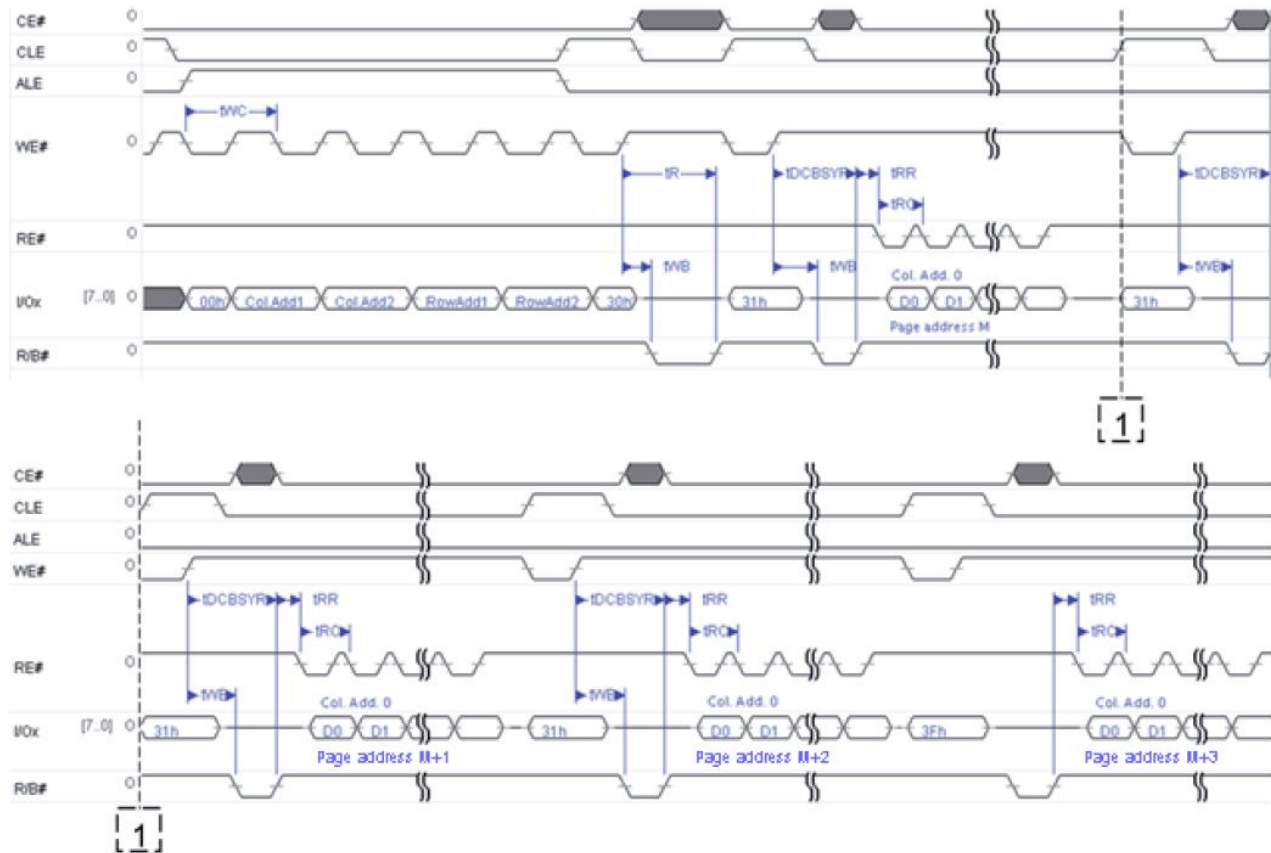 CE# 0
CLE 0
ALE 0
tWC
WE# 0
tR tDCBSYR tRR tDCBSYR
tRC
RE# 0
tWB tWB tWB
Col. Add. 0
I/Ox [7..0] 0 00h Col.Add1 Col.Add2 RowAdd1 RowAdd2 30h 31h D0 D1 31h
Page address M
R/B# 0
1
CE# 0
CLE 0
ALE 0
WE# 0
tDCBSYR tRR tDCBSYR tRR tRR
tRC tRC tRC
RE# 0
tWB tWB
Col. Add. 0 Col. Add. 0 Col. Add. 0
I/Ox [7..0] 0 31h D0 D1 31h D0 D1 3Fh D0 D1
Page address M+1 Page address M+2 Page address M+3
R/B# 0
1